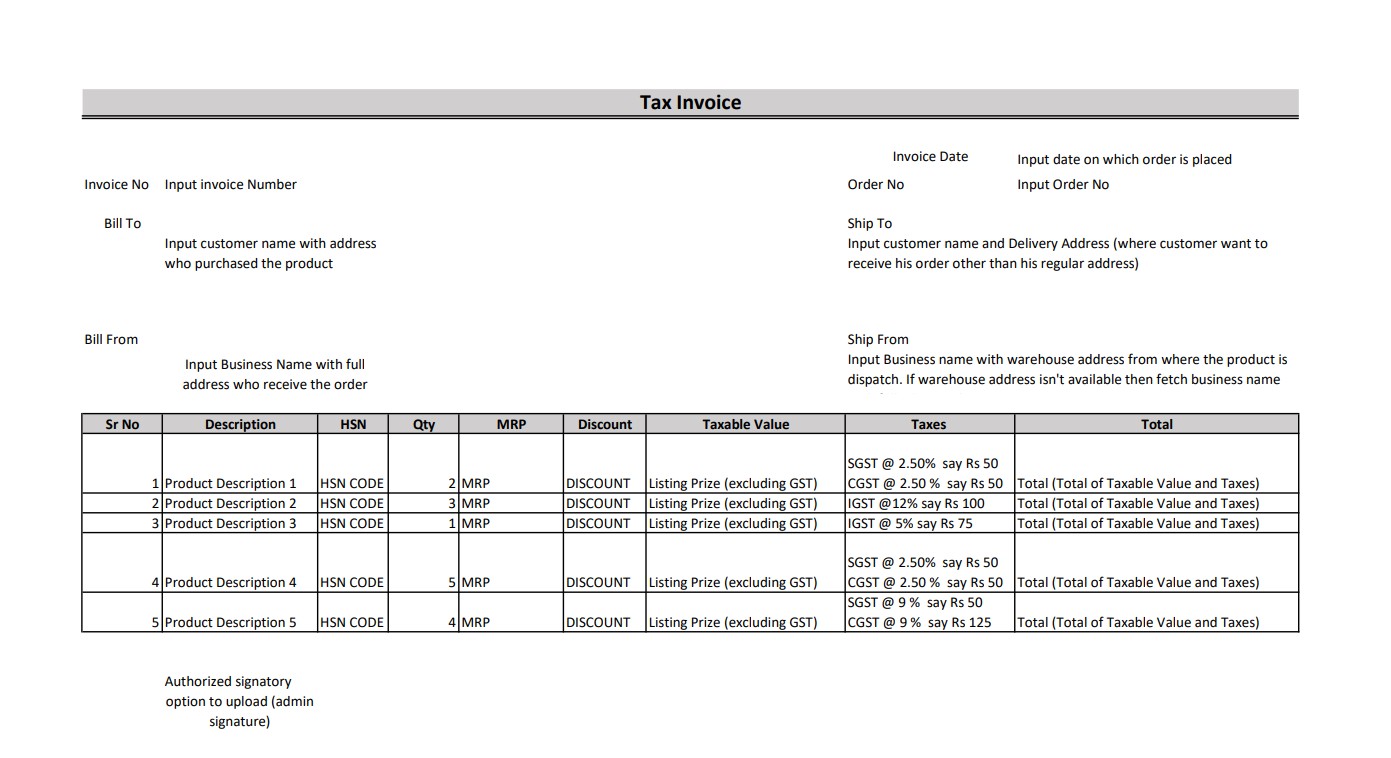 Tax Invoice
Invoice Date Input date on which order is placed
Invoice No Input invoice Number Order No Input Order No
Bill To Ship To
Input customer name with address Input customer name and Delivery Address (where customer want to
who purchased the product receive his order other than his regular address)
Bill From Ship From
Input Business Name with full Input Business name with warehouse address from where the product is
address who receive the order dispatch. If warehouse address isn't available then fetch business name
Sr No Description HSN Qty MRP Discount Taxable Value Taxes Total
SGST @ 2.50% say Rs 50
1 Product Description 1 HSN CODE 2 MRP DISCOUNT Listing Prize (excluding GST) CGST @ 2.50 % say Rs 50 Total (Total of Taxable Value and Taxes)
2 Product Description 2 HSN CODE 3 MRP DISCOUNT Listing Prize (excluding GST) IGST @12% say Rs 100 Total (Total of Taxable Value and Taxes)
3 Product Description 3 HSN CODE 1 MRP DISCOUNT Listing Prize (excluding GST) IGST @ 5% say Rs 75 Total (Total of Taxable Value and Taxes)
SGST @ 2.50% say Rs 50
4 Product Description 4 HSN CODE 5 MRP DISCOUNT Listing Prize (excluding GST) CGST @ 2.50 % say Rs 50 Total (Total of Taxable Value and Taxes)
SGST @ 9 % say Rs 50
5 Product Description 5 HSN CODE 4 MRP DISCOUNT Listing Prize (excluding GST) CGST @ 9 % say Rs 125 Total (Total of Taxable Value and Taxes)
Authorized signatory
option to upload (admin
signature)